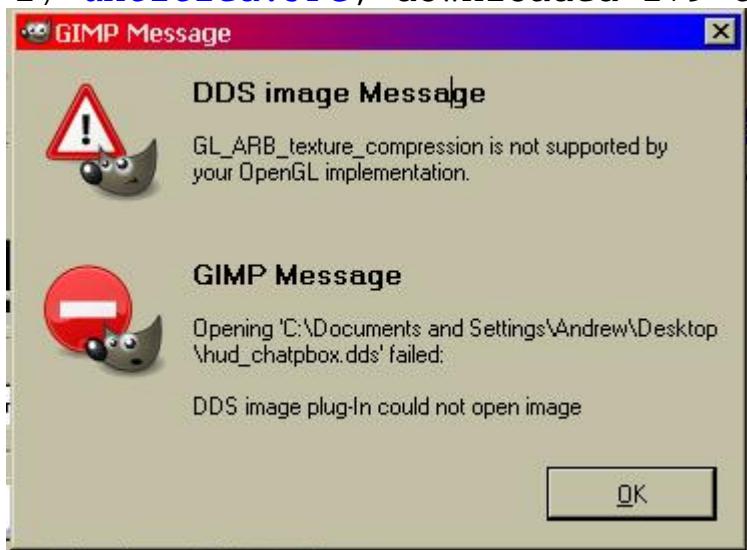 GIMP Message
DDS image Message
GL_ARB_texture_compression is not supported by
your OpenGL implementation.
GIMP Message
Opening 'C:\Documents and Settings\Andrew\Desktop
\hud_chatpbox.dds' failed:
DDS image plug-In could not open image
OK